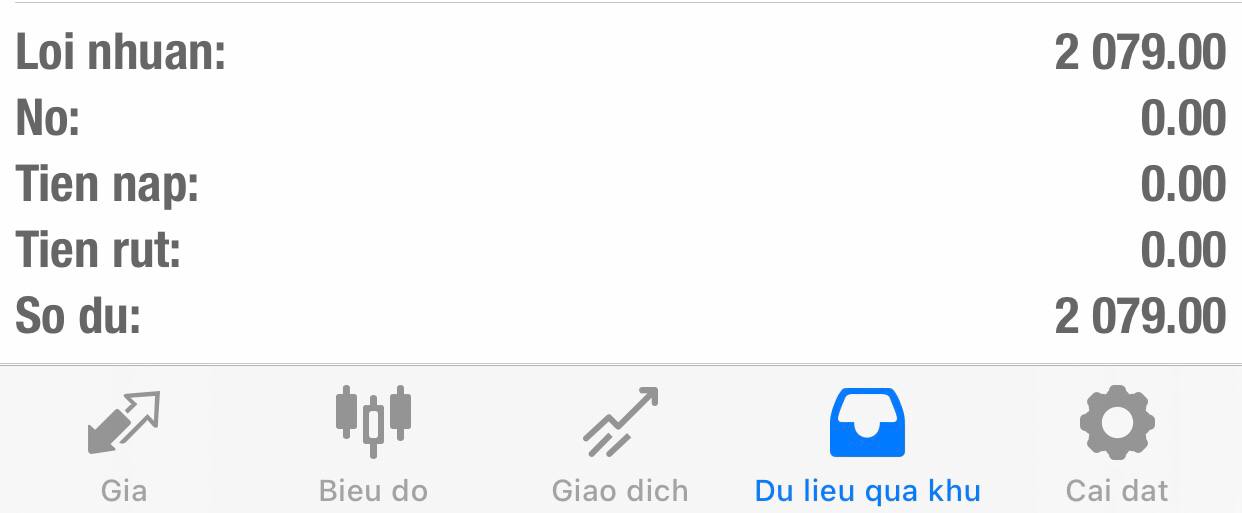 Loi nhuan: 2 079.00
No: 0.00
Tien nap: 0.00
Tien rut: 0.00
So du: 2 079.00
Gia Bieu do Giao dich Du lieu qua khu Cai dat